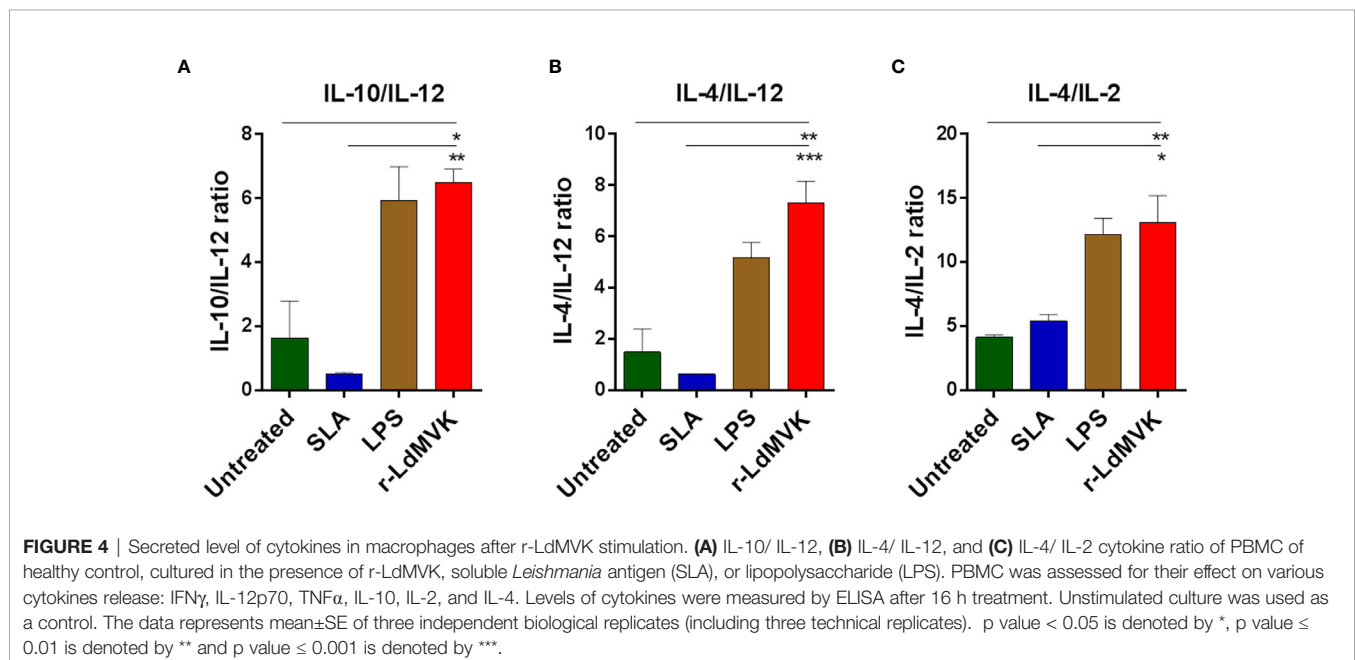 A
IL-10/IL-12
*
**
IL-10/IL-12 ratio
8
6
4
2
0
Untreated
SLA
LPS
r-LdMVK
B
IL-4/IL-12
**
***
IL-4/IL-12 ratio
10
8
6
4
2
0
Untreated
SLA
LPS
r-LdMVK
C
IL-4/IL-2
**
*
IL-4/IL-2 ratio
20
15
10
5
0
Untreated
SLA
LPS
r-LdMVK
FIGURE 4 | Secreted level of cytokines in macrophages after r-LdMVK stimulation. (A) IL-10/ IL-12, (B) IL-4/ IL-12, and (C) IL-4/ IL-2 cytokine ratio of PBMC of
healthy control, cultured in the presence of r-LdMVK, soluble Leishmania antigen (SLA), or lipopolysaccharide (LPS). PBMC was assessed for their effect on various
cytokines release: IFNγ, IL-12p70, TNFα, IL-10, IL-2, and IL-4. Levels of cytokines were measured by ELISA after 16 h treatment. Unstimulated culture was used as
a control. The data represents mean±SE of three independent biological replicates (including three technical replicates). p value < 0.05 is denoted by *, p value ≤
0.01 is denoted by ** and p value ≤ 0.001 is denoted by ***.